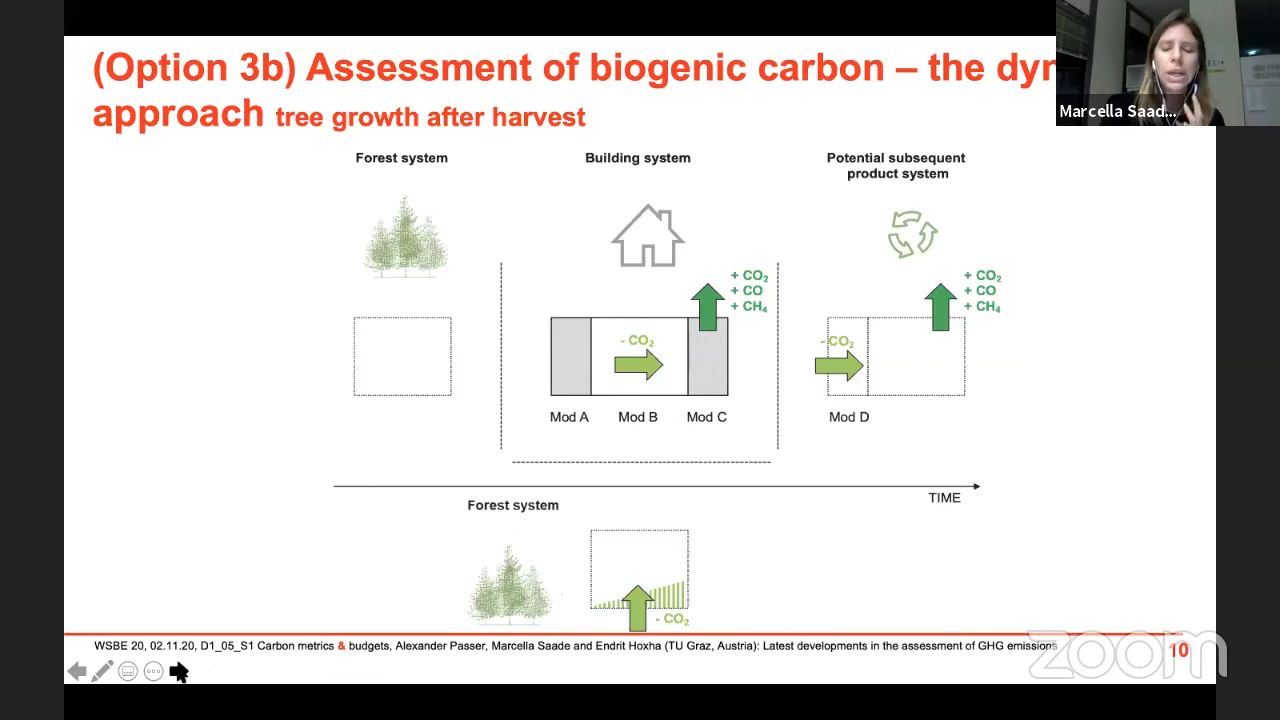 (Option 3b) Assessment of biogenic carbon – the
approach tree growth after harvest
Marcella Saad...
Forest system
Building system
Potential subsequent
product system
+ CO₂
+ CO
+ CH₄
+ CO₂
+ CO
+ CH₄
- CO₂
- CO₂
Mod A
Mod B
Mod C
Mod D
TIME
Forest system
- CO₂
WSBE 20, 02.11.20, D1_05_S1 Carbon metrics & budgets, Alexander Passer, Marcella Saade and Endrit Hoxha (TU Graz, Austria): Latest developments in the assessment of GHG emissions
10
zoom